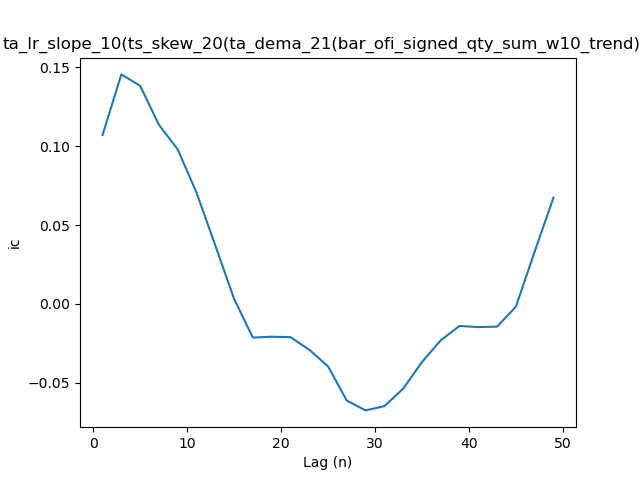 ta_lr_slope_10(ts_skew_20(ta_dema_21(bar_ofi_signed_qty_sum_w10_trend)
0.15
0.10
0.05
0.00
−0.05
ic
0 10 20 30 40 50
Lag (n)